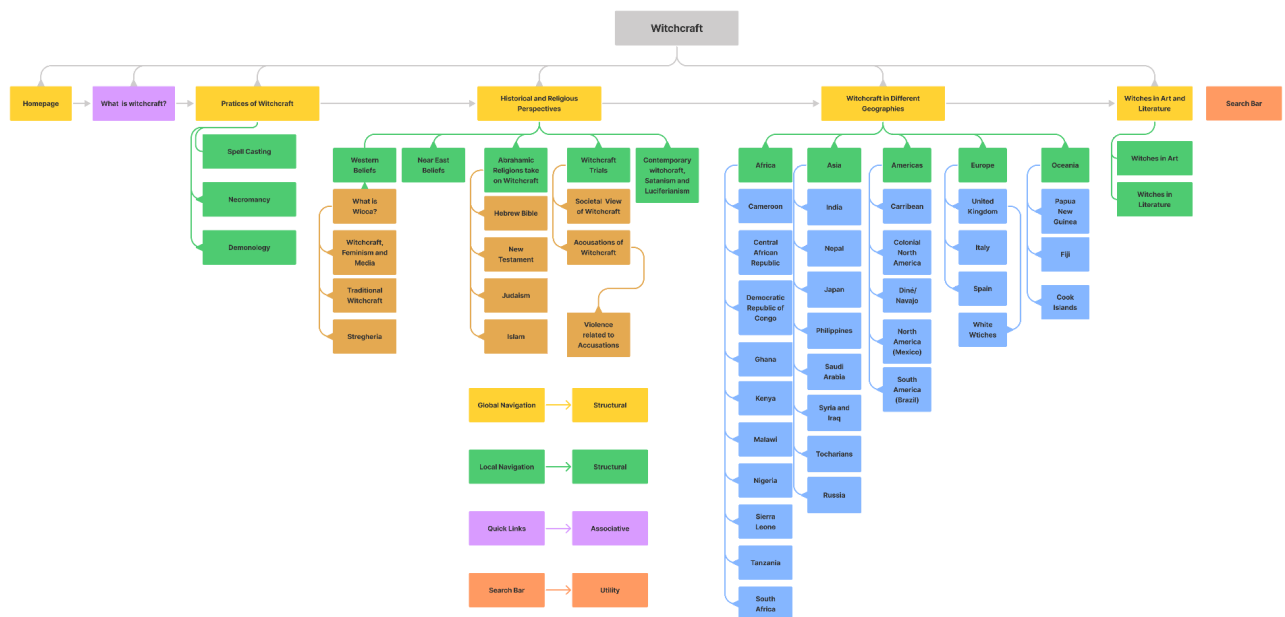 Witchcraft
Homepage
What is witchcraft?
Pratices of Witchcraft
Historical and Religious
Perspectives
Witchcraft in Different
Geographies
Witches in Art and
Literature
Search Bar
Spell Casting
Necromancy
Demonology
Western
Beliefs
Near East
Beliefs
Abrahamic
Religions take
on Witchcraft
Witchcraft
Trials
Contemporary
witchcraft,
Satanism and
Luciferianism
What is
Wicca?
Witchcraft,
Feminism and
Media
Traditional
Witchcraft
Stregheria
Hebrew Bible
New
Testament
Judaism
Islam
Societal View
of Witchcraft
Accusations of
Witchcraft
Violence
related to
Accusations
Africa
Cameroon
Central
African
Republic
Democratic
Republic of
Congo
Ghana
Kenya
Malawi
Nigeria
Sierra
Leone
Tanzania
South
Africa
Asia
India
Nepal
Japan
Philippines
Saudi
Arabia
Syria and
Iraq
Tocharians
Russia
Americas
Carribean
Colonial
North
America
Diné/
Navajo
North
America
(Mexico)
South
America
(Brazil)
Europe
United
Kingdom
Italy
Spain
White
Wtiches
Oceania
Papua
New
Guinea
Fiji
Cook
Islands
Witches in Art
Witches in
Literature
Global Navigation
Structural
Local Navigation
Structural
Quick Links
Associative
Search Bar
Utility